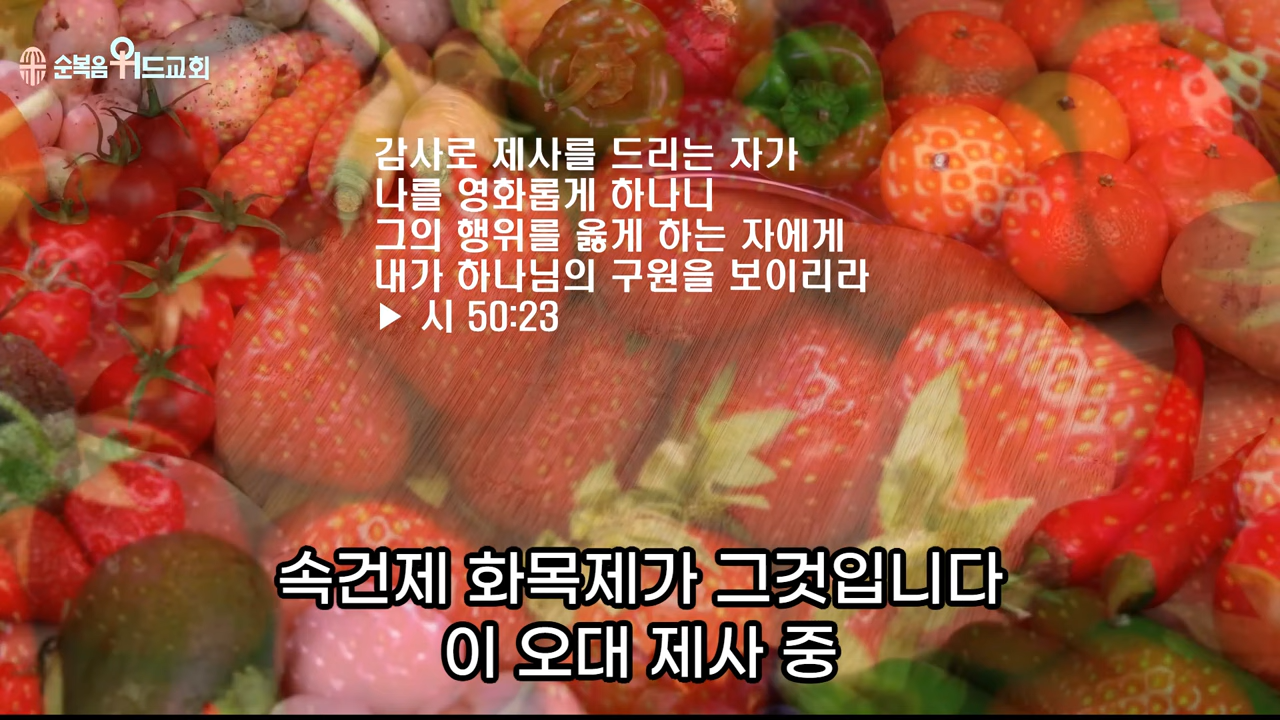 순복음위드교회
감사로 제사를 드리는 자가
나를 영화롭게 하나니
그의 행위를 옳게 하는 자에게
내가 하나님의 구원을 보이리라
▶ 시 50:23
속건제 화목제가 그것입니다
이 오대 제사 중